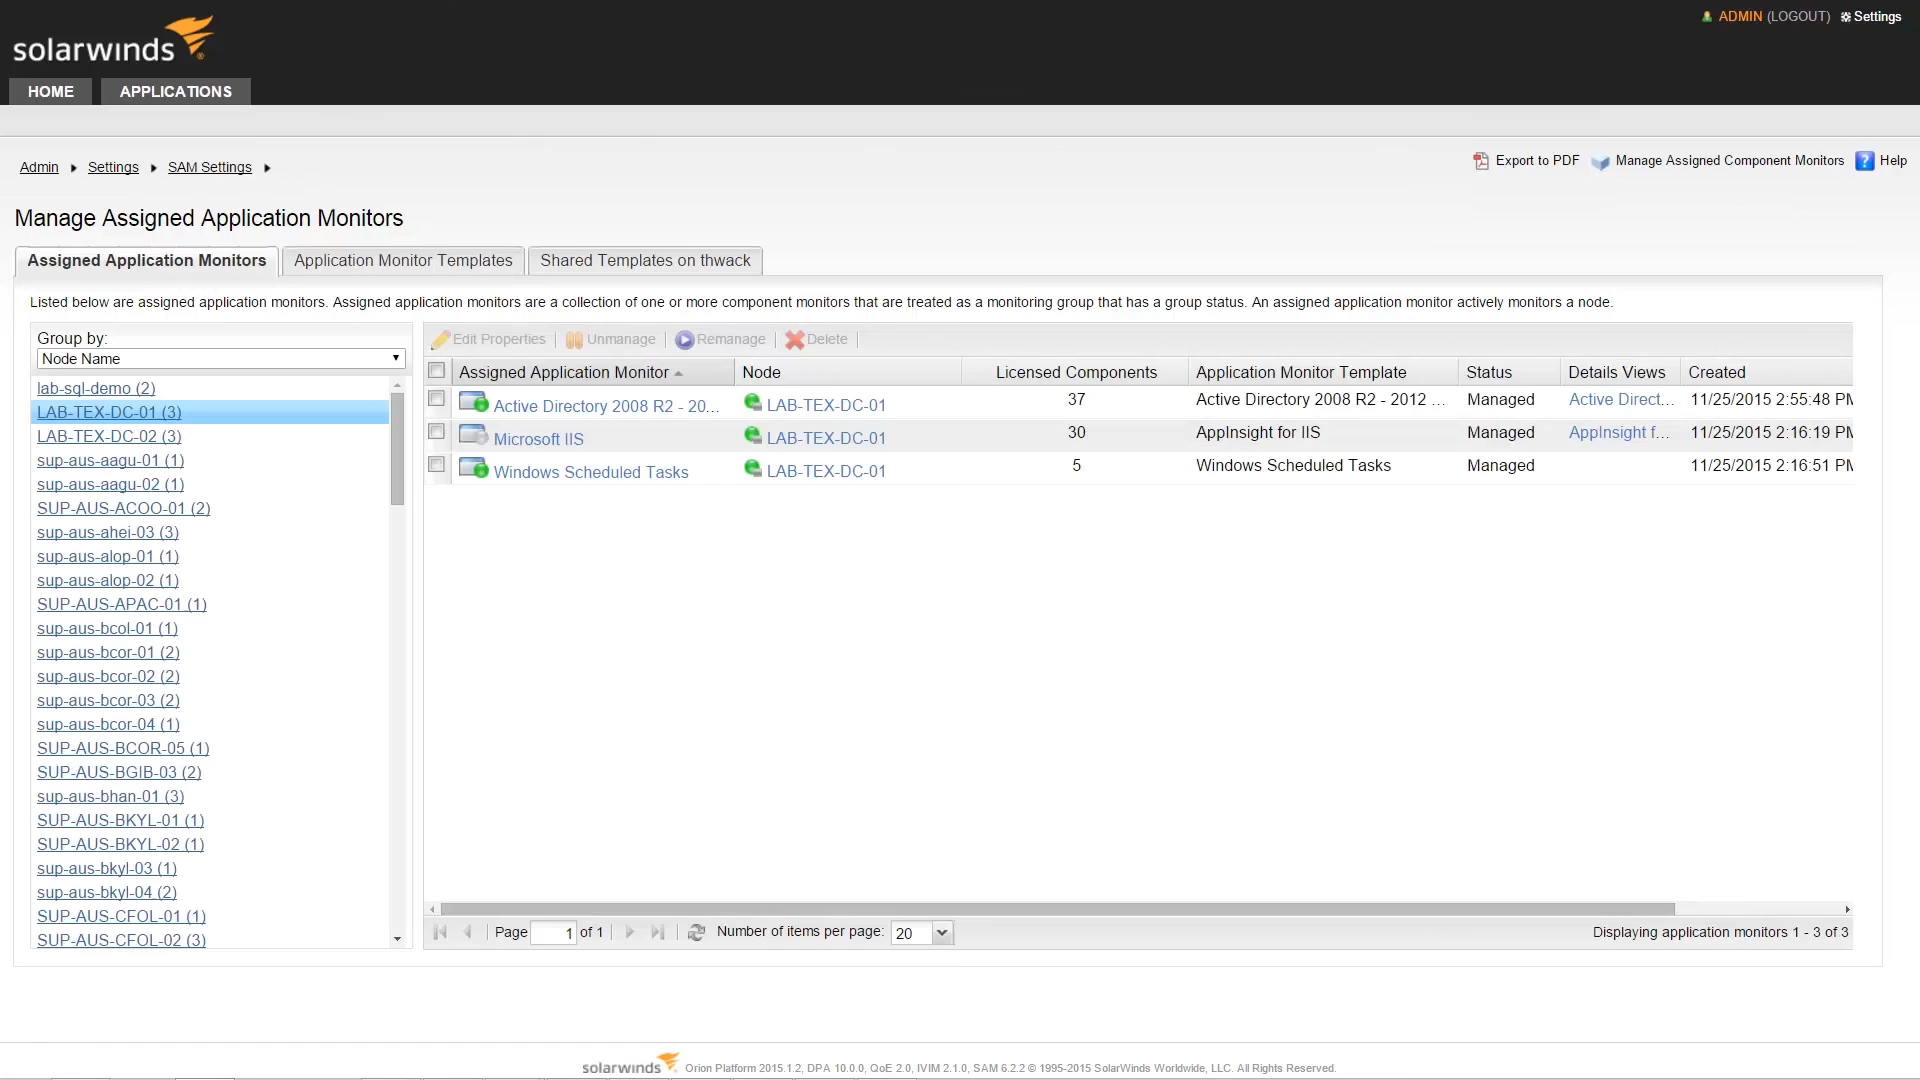 solarwinds
ADMIN (LOGOUT) Settings
HOME APPLICATIONS
Admin Settings SAM Settings
Export to PDF Manage Assigned Component Monitors ? Help
Manage Assigned Application Monitors
Assigned Application Monitors Application Monitor Templates Shared Templates on thwack
Listed below are assigned application monitors. Assigned application monitors are a collection of one or more component monitors that are treated as a monitoring group that has a group status. An assigned application monitor actively monitors a node.
Group by:
Node Name
lab-sql-demo (2)
LAB-TEX-DC-01 (3)
LAB-TEX-DC-02 (3)
sup-aus-aagu-01 (1)
sup-aus-aagu-02 (1)
SUP-AUS-ACOO-01 (2)
sup-aus-ahei-03 (3)
sup-aus-alop-01 (1)
sup-aus-alop-02 (1)
SUP-AUS-APAC-01 (1)
sup-aus-bcol-01 (1)
sup-aus-bcor-01 (2)
sup-aus-bcor-02 (2)
sup-aus-bcor-03 (2)
sup-aus-bcor-04 (1)
SUP-AUS-BCOR-05 (1)
SUP-AUS-BGIB-03 (2)
sup-aus-bhan-01 (3)
SUP-AUS-BKYL-01 (1)
SUP-AUS-BKYL-02 (1)
sup-aus-bkyl-03 (1)
sup-aus-bkyl-04 (2)
SUP-AUS-CFOL-01 (1)
SUP-AUS-CFOL-02 (3)
Edit Properties Unmanage Remanage Delete
Assigned Application Monitor Node Licensed Components Application Monitor Template Status Details Views Created
Active Directory 2008 R2 - 20... LAB-TEX-DC-01 37 Active Directory 2008 R2 - 2012 ... Managed Active Direct... 11/25/2015 2:55:48 PM
Microsoft IIS LAB-TEX-DC-01 30 AppInsight for IIS Managed AppInsight f... 11/25/2015 2:16:19 PM
Windows Scheduled Tasks LAB-TEX-DC-01 5 Windows Scheduled Tasks Managed 11/25/2015 2:16:51 PM
Page 1 of 1 Number of items per page: 20 Displaying application monitors 1 - 3 of 3
solarwinds Orion Platform 2015.1.2, DPA 10.0.0, QoE 2.0, IVIM 2.1.0, SAM 6.2.2 © 1995-2015 SolarWinds Worldwide, LLC. All Rights Reserved.